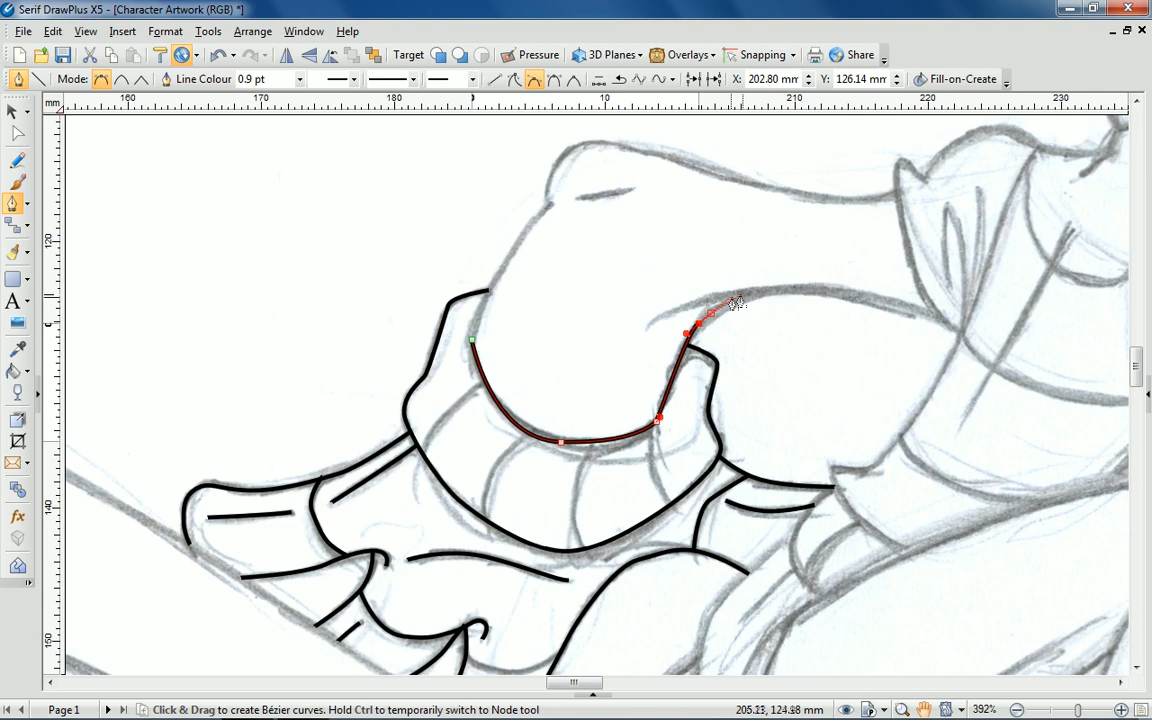 Serif DrawPlus X5 - [Character Artwork (RGB) *]
File Edit View Insert Format Tools Arrange Window Help
Target Pressure 3D Planes Overlays Snapping Share
Mode: Line Colour 0.9 pt X: 202.80 mm Y: 126.14 mm Fill-on-Create
mm 160 170 180 10 210 220 230
120
140
150
A
fx
Page 1 Click & Drag to create Bézier curves. Hold Ctrl to temporarily switch to Node tool 392%